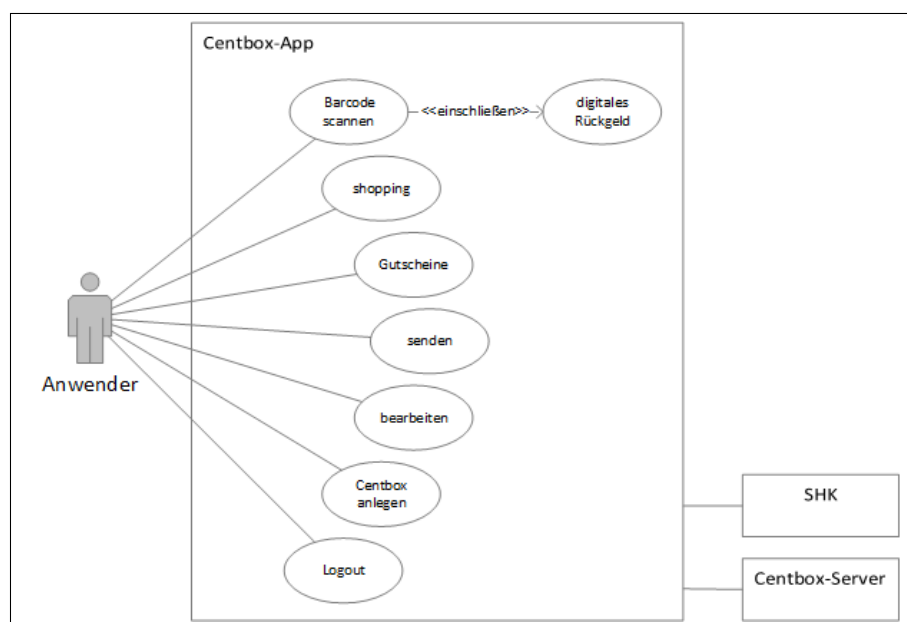 Centbox-App
Barcode
scannen
<<einschließen>>
digitales
Rückgeld
shopping
Gutscheine
senden
Anwender
bearbeiten
Centbox
anlegen
SHK
Logout
Centbox-Server